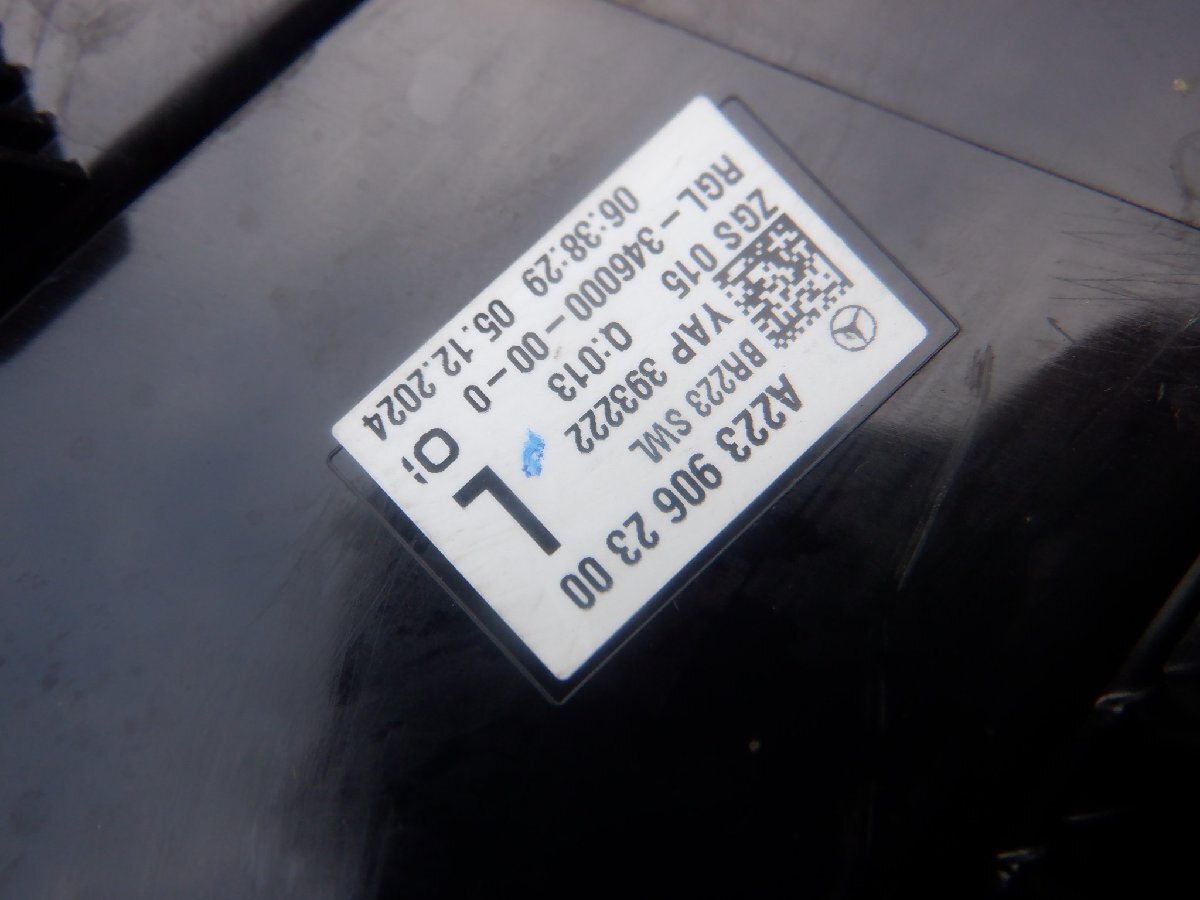 A223 906 23 00
BR223 SWL
YAP 393222
ZGS 015 Q:013
RGL-346000-00-0
06:38:29 05.12.2024
L
Oi